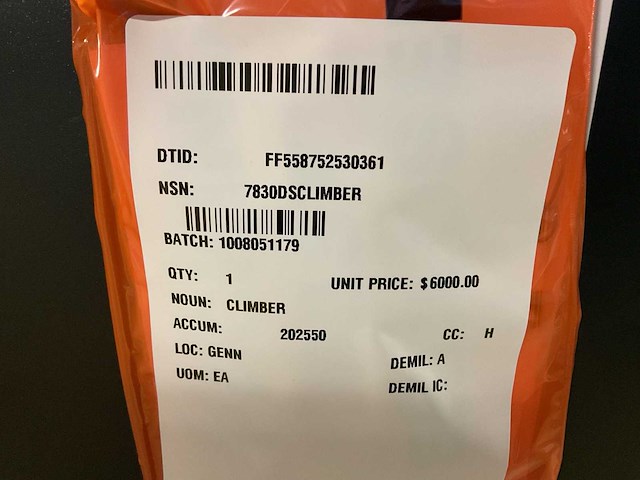 DTID: FF558752530361
NSN: 7830DSCLIMBER
BATCH: 1008051179
QTY: 1 UNIT PRICE: $6000.00
NOUN: CLIMBER
ACCUM: 202550 CC: H
LOC: GENN DEMIL: A
UOM: EA DEMIL IC: